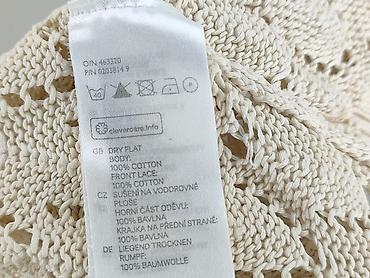 O/N 463320
P/N 0203814 9
40
clevercare.info
GB DRY FLAT
BODY:
100% COTTON
FRONT LACE:
100% COTTON
CZ SUŠENÍ NA VODOROVNÉ
PLOŠE
HORNÍ ČÁST ODĚVU:
100% BAVLNA
KRAJKA NA PŘEDNÍ STRANĚ:
100% BAVLNA
DE LIEGEND TROCKNEN
RUMPF:
100% BAUMWOLLE